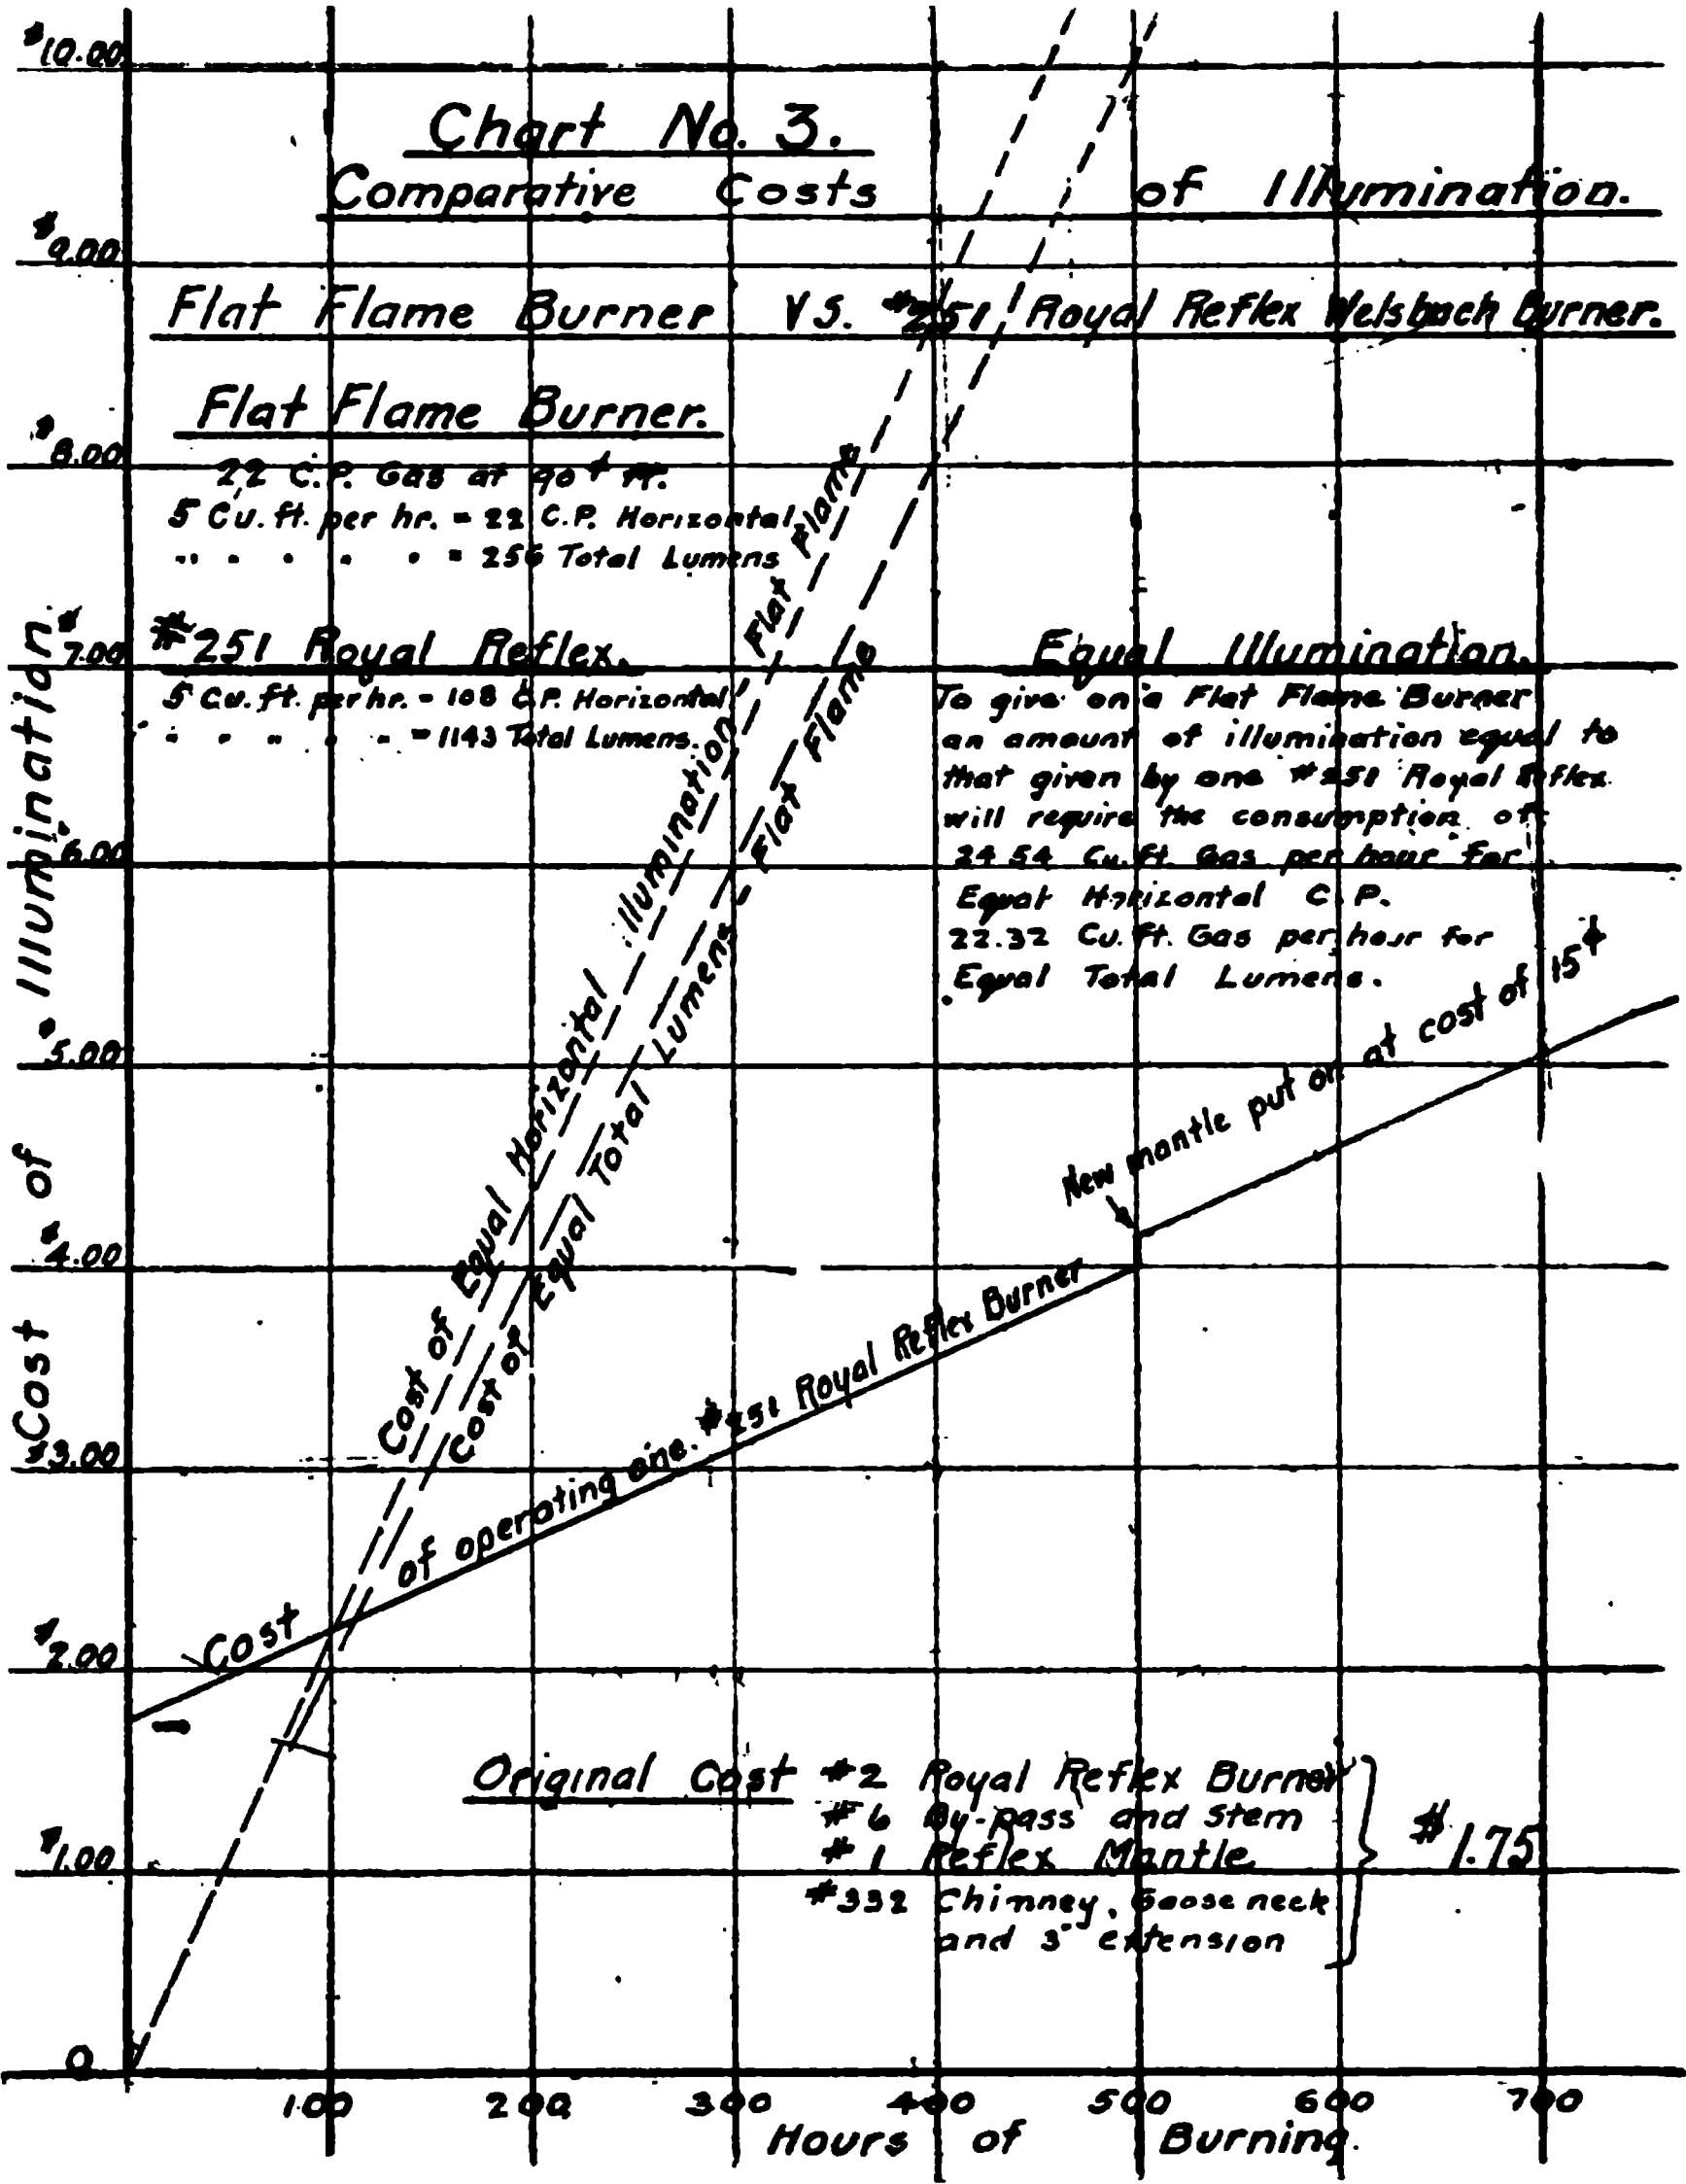 Chart No. 3.
Comparative Costs of Illumination.
Flat Flame Burner VS. #251 Royal Reflex Welsbach Burner.
Flat Flame Burner.
22 C.P. Gas at 90¢
5 Cu. ft. per hr. = 22 C.P. Horizontal
" " " " " = 256 Total Lumens
#251 Royal Reflex.
5 Cu. ft. per hr. = 108 C.P. Horizontal
" " " " " = 1143 Total Lumens.
Equal Illumination.
To give on a Flat Flame Burner
an amount of illumination equal to
that given by one #251 Royal Reflex
will require the consumption of
24.54 Cu. ft. Gas per hour for
Equal Horizontal C.P.
22.32 Cu. ft. Gas per hour for
Equal Total Lumens.
Cost of Equal Horizontal Illumination Flat Flame
Cost of Equal Total Lumens Flat Flame
New mantle put on at cost of 15¢
Cost of operating one #251 Royal Reflex Burner
Original Cost #2 Royal Reflex Burner
#6 By-pass and stem
#1 Reflex Mantle
#332 Chimney, Goose neck
and 3" extension
$1.75
Cost of Illumination.
$10.00
$9.00
$8.00
$7.00
$6.00
$5.00
$4.00
$3.00
$2.00
$1.00
0
100 200 300 400 500 600 700
Hours of Burning.